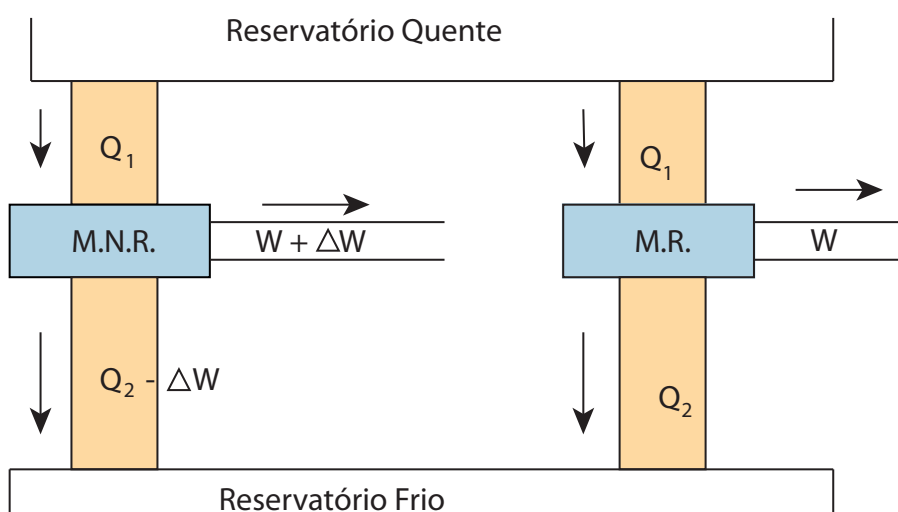 Reservatório Quente
Q₁
Q₁
M.N.R.
W + △W
M.R.
W
Q₂ - △W
Q₂
Reservatório Frio